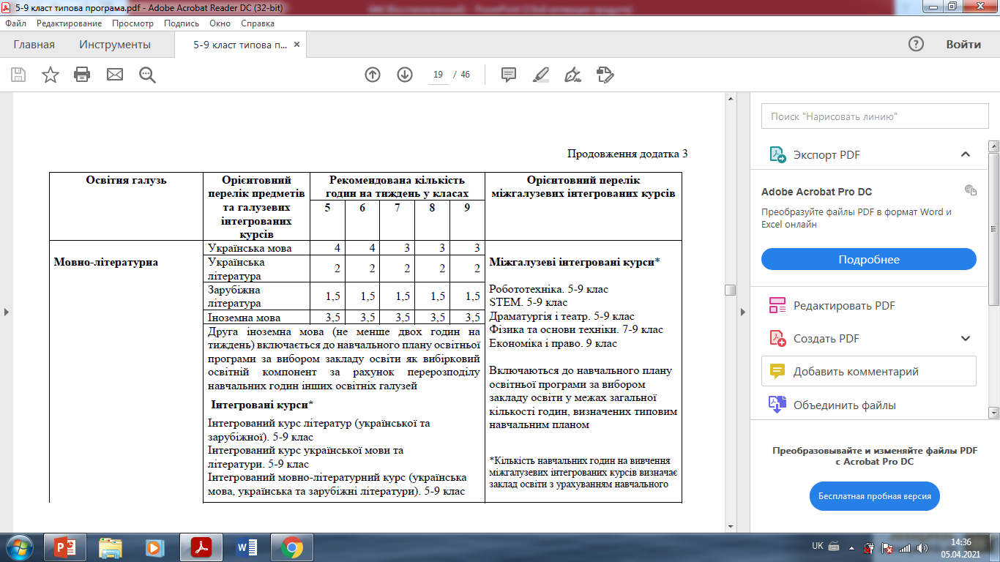 5-9 класт типова програма.pdf - Adobe Acrobat Reader DC (32-bit)
Файл Редактирование Просмотр Подпись Окно Справка
Главная Инструменты 5-9 класт типова п... × Войти
19 / 46
Поиск "Нарисовать линию"
Экспорт PDF
Adobe Acrobat Pro DC
Преобразуйте файлы PDF в формат Word и
Excel онлайн
Подробнее
Редактировать PDF
Создать PDF
Добавить комментарий
Объединить файлы
Преобразовывайте и изменяйте файлы PDF
с Acrobat Pro DC
Бесплатная пробная версия
Продовження додатка 3
Освітня галузь
Орієнтовний
перелік предметів
та галузевих
інтегрованих
курсів
Рекомендована кількість
годин на тиждень у класах
5 6 7 8 9
Орієнтовний перелік
міжгалузевих інтегрованих курсів
Мовно-літературна
Українська мова 4 4 3 3 3
Українська
література 2 2 2 2 2
Зарубіжна
література 1,5 1,5 1,5 1,5 1,5
Іноземна мова 3,5 3,5 3,5 3,5 3,5
Друга іноземна мова (не менше двох годин на
тиждень) включається до навчального плану освітньої
програми за вибором закладу освіти як вибірковий
освітній компонент за рахунок перерозподілу
навчальних годин інших освітніх галузей
Інтегровані курси*
Інтегрований курс літератур (української та
зарубіжної). 5-9 клас
Інтегрований курс української мови та
літератури. 5-9 клас
Інтегрований мовно-літературний курс (українська
мова, українська та зарубіжні літератури). 5-9 клас
Міжгалузеві інтегровані курси*
Робототехніка. 5-9 клас
STEM. 5-9 клас
Драматургія і театр. 5-9 клас
Фізика та основи техніки. 7-9 клас
Економіка і право. 9 клас
Включаються до навчального плану
освітньої програми за вибором
закладу освіти у межах загальної
кількості годин, визначених типовим
навчальним планом
*Кількість навчальних годин на вивчення
міжгалузевих інтегрованих курсів визначає
заклад освіти з урахуванням навчального
UK
14:36
05.04.2021